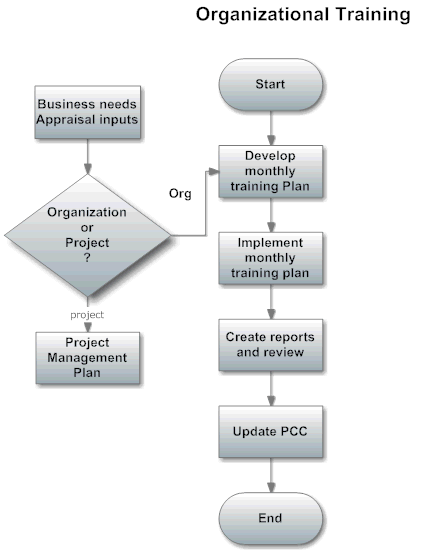 Organizational Training
Start
Business needs
Appraisal inputs
Develop
monthly
training Plan
Org
Organization
or
Project
?
Implement
monthly
training plan
project
Project
Management
Plan
Create reports
and review
Update PCC
End